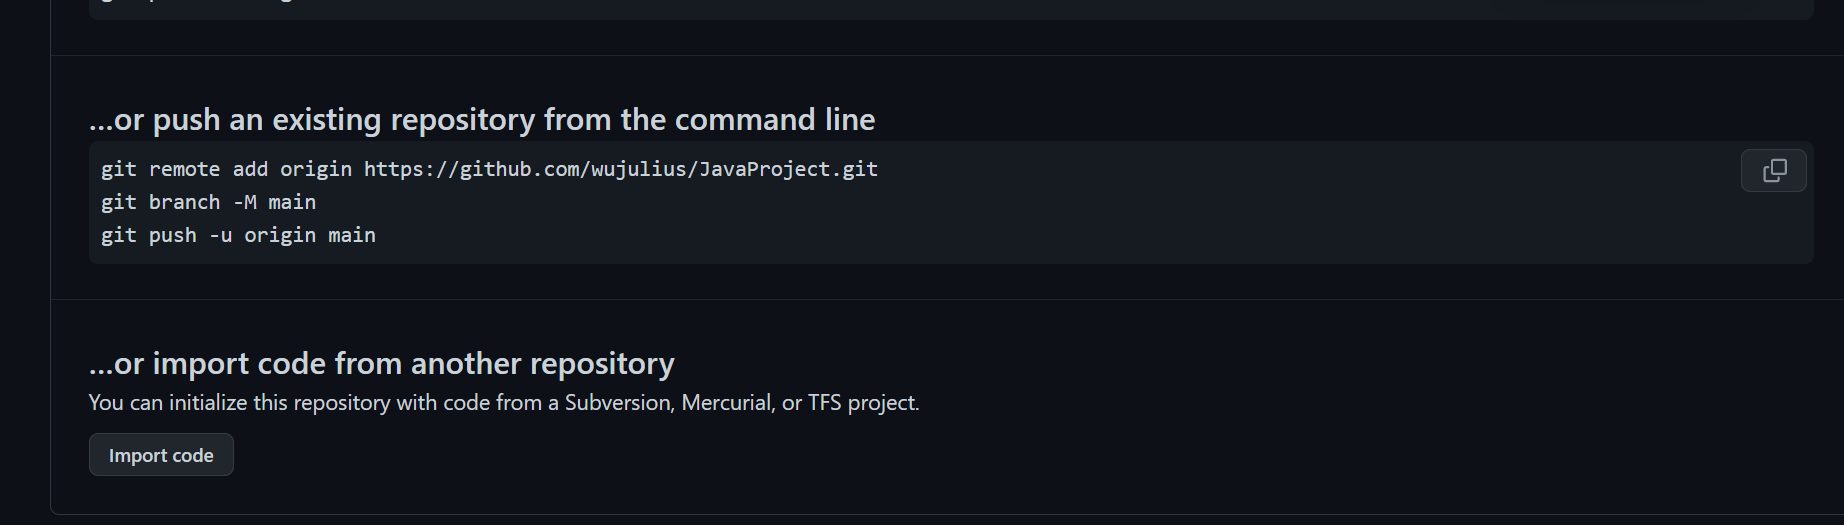 ...or push an existing repository from the command line
git remote add origin https://github.com/wujulius/JavaProject.git
git branch -M main
git push -u origin main
...or import code from another repository
You can initialize this repository with code from a Subversion, Mercurial, or TFS project.
Import code